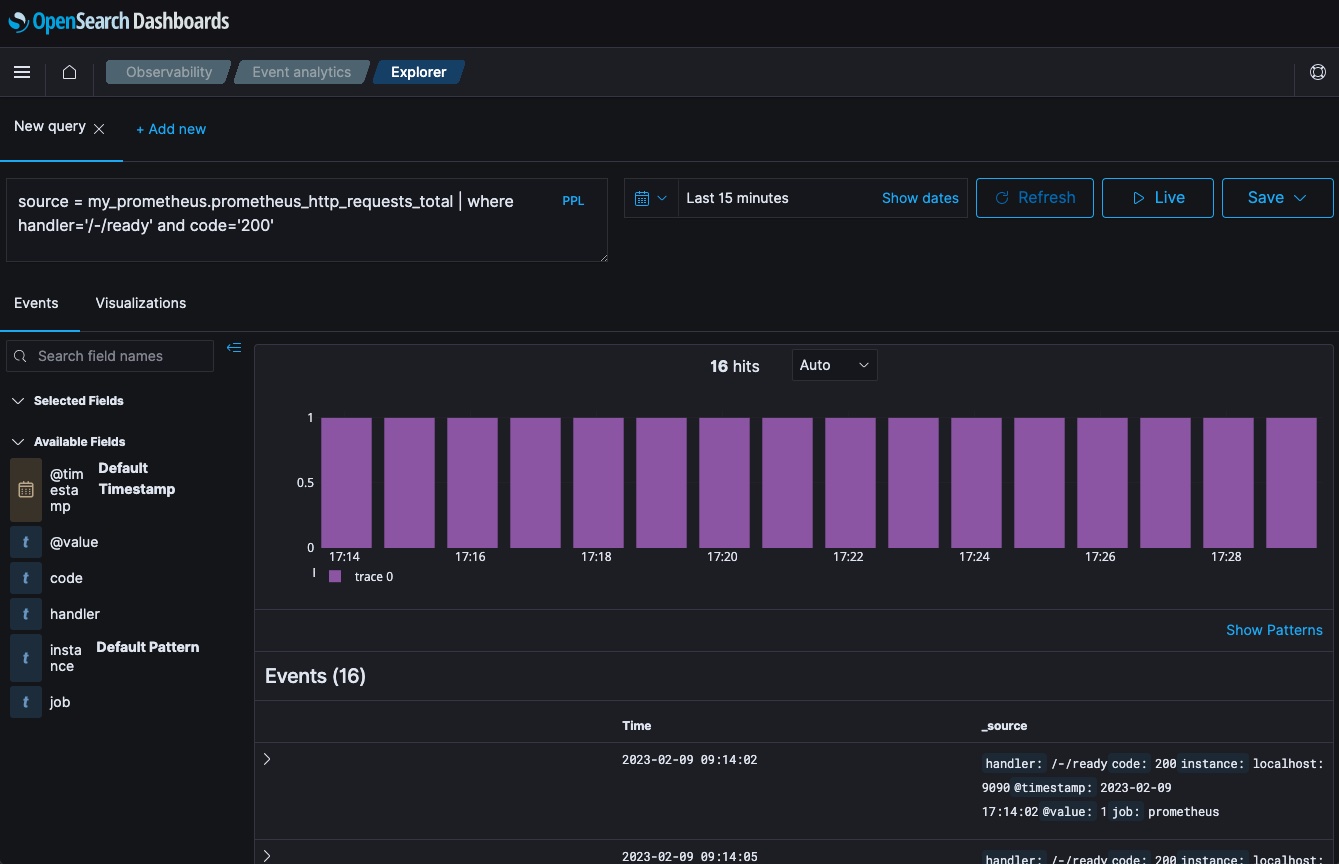 OpenSearch Dashboards
Observability
Event analytics
Explorer
New query
+ Add new
source = my_prometheus.prometheus_http_requests_total | where
handler='/-/ready' and code='200'
PPL
Last 15 minutes
Show dates
Refresh
Live
Save
Events
Visualizations
Search field names
Selected Fields
Available Fields
@tim
esta
mp
Default
Timestamp
t @value
t code
t handler
t insta
nce
Default Pattern
t job
16 hits
Auto
1
0.5
0
17:14 17:16 17:18 17:20 17:22 17:24 17:26 17:28
trace 0
Show Patterns
Events (16)
Time _source
2023-02-09 09:14:02
handler: /-/ready code: 200 instance: localhost:
9090 @timestamp: 2023-02-09
17:14:02 @value: 1 job: prometheus
2023-02-09 09:14:05
handler: /-/ready code: 200 instance: localhost: